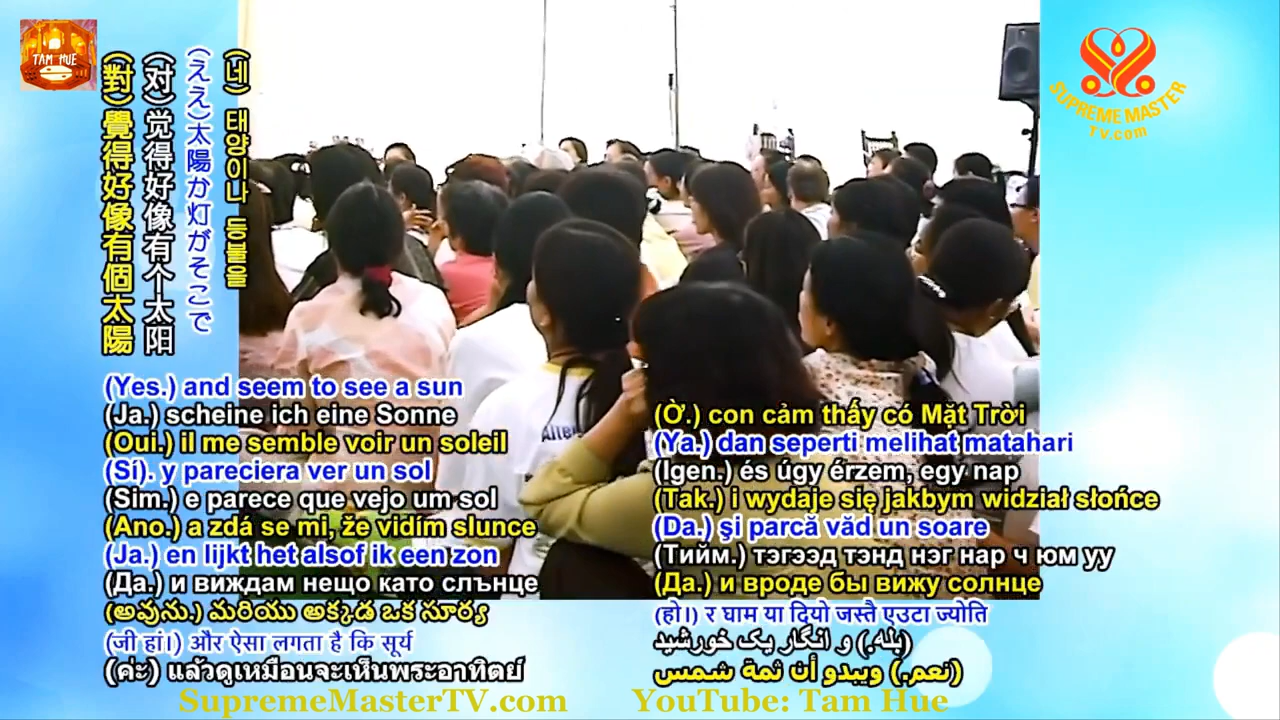 TAM HUE
SUPREME MASTER
TV.com
(對)覺得好像有個太陽
(对)觉得好像有个太阳
(ええ)太陽か灯がそこで
(네) 태양이나 등불을
(Yes.) and seem to see a sun
(Ja.) scheine ich eine Sonne
(Oui.) il me semble voir un soleil
(Sí). y pareciera ver un sol
(Sim.) e parece que vejo um sol
(Ano.) a zdá se mi, že vidím slunce
(Ja.) en lijkt het alsof ik een zon
(Да.) и виждам нещо като слънце
(అవును.) మరియు అక్కడ ఒక సూర్య
(जी हां।) और ऐसा लगता है कि सूर्य
(ค่ะ) แล้วดูเหมือนจะเห็นพระอาทิตย์
(Ờ.) con cảm thấy có Mặt Trời
(Ya.) dan seperti melihat matahari
(Igen.) és úgy érzem, egy nap
(Tak.) i wydaje się jakbym widział słońce
(Da.) şi parcă văd un soare
(Тийм.) тэгээд тэнд нэг нар ч юм уу
(Да.) и вроде бы вижу солнце
(हो।) र घाम या दियो जस्तै एउटा ज्योति
(بله.) و انگار یک خورشید
(نعم.) ويبدو أن ثمة شمس
SupremeMasterTV.com
YouTube: Tam Hue